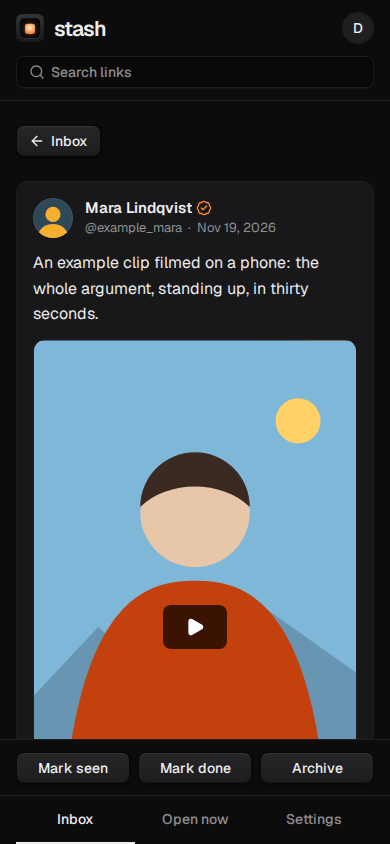 stash
D
Search links
Inbox
Mara Lindqvist
@example_mara · Nov 19, 2026
An example clip filmed on a phone: the
whole argument, standing up, in thirty
seconds.
Mark seen
Mark done
Archive
Inbox
Open now
Settings